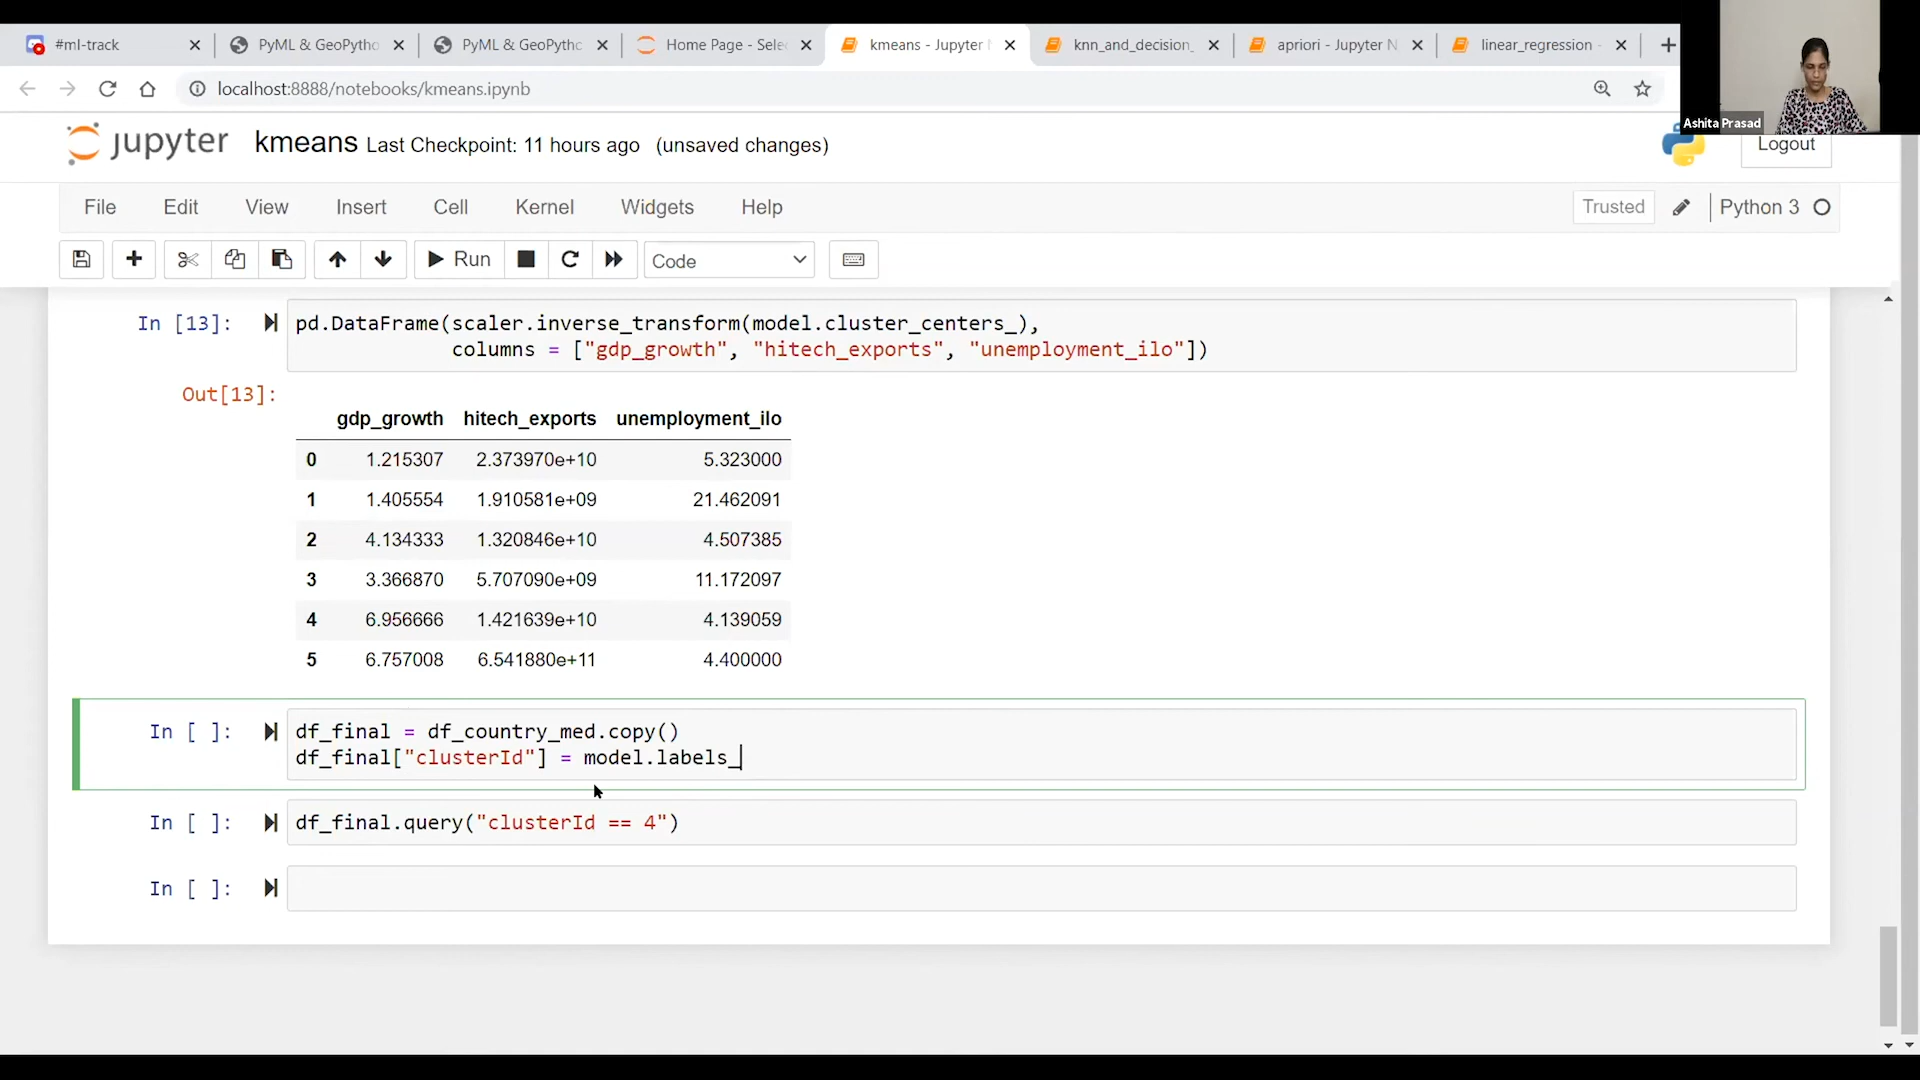 #ml-track
PyML & GeoPytho
PyML & GeoPythc
Home Page - Selec
kmeans - Jupyter
knn_and_decision_
apriori - Jupyter N
linear_regression -
localhost:8888/notebooks/kmeans.ipynb
Ashita Prasad
jupyter kmeans Last Checkpoint: 11 hours ago (unsaved changes)
Logout
File Edit View Insert Cell Kernel Widgets Help
Trusted Python 3
Run Code
In [13]: pd.DataFrame(scaler.inverse_transform(model.cluster_centers_),
columns = ["gdp_growth", "hitech_exports", "unemployment_ilo"])
Out[13]:
gdp_growth hitech_exports unemployment_ilo
0 1.215307 2.373970e+10 5.323000
1 1.405554 1.910581e+09 21.462091
2 4.134333 1.320846e+10 4.507385
3 3.366870 5.707090e+09 11.172097
4 6.956666 1.421639e+10 4.139059
5 6.757008 6.541880e+11 4.400000
In [ ]: df_final = df_country_med.copy()
df_final["clusterId"] = model.labels_
In [ ]: df_final.query("clusterId == 4")
In [ ]: